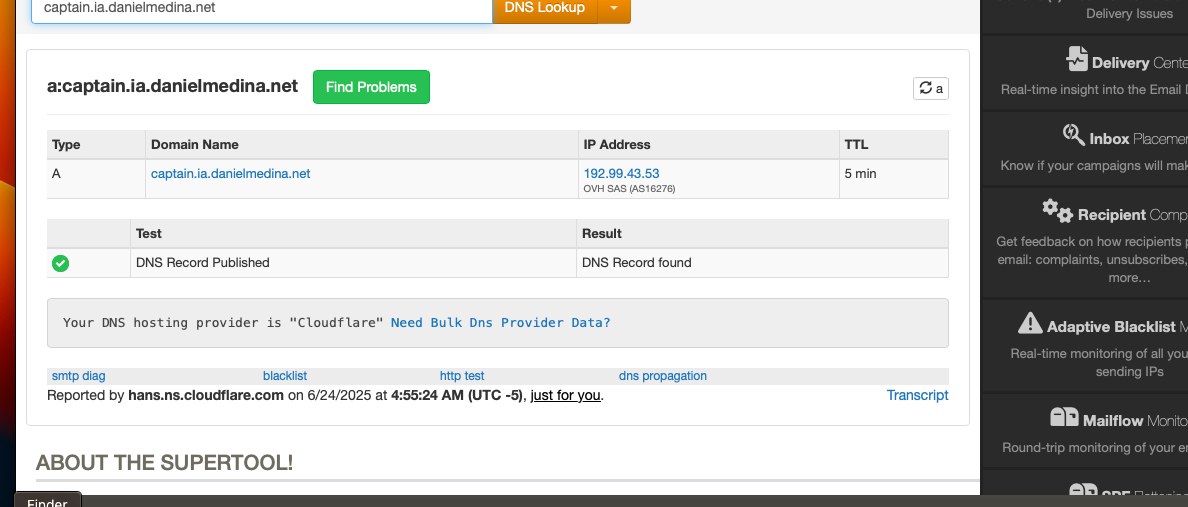 captain.ia.danielmedina.net
DNS Lookup
a:captain.ia.danielmedina.net
Find Problems
a
Type Domain Name IP Address TTL
A captain.ia.danielmedina.net 192.99.43.53 5 min
OVH SAS (AS16276)
Test Result
DNS Record Published DNS Record found
Your DNS hosting provider is "Cloudflare" Need Bulk Dns Provider Data?
smtp diag blacklist http test dns propagation
Reported by hans.ns.cloudflare.com on 6/24/2025 at 4:55:24 AM (UTC -5), just for you. Transcript
ABOUT THE SUPERTOOL!
Finder
Delivery Issues
Delivery Cente
Real-time insight into the Email
Inbox Placemen
Know if your campaigns will mak
Recipient Comp
Get feedback on how recipients
email: complaints, unsubscribes,
more...
Adaptive Blacklist M
Real-time monitoring of all you
sending IPs
Mailflow Monito
Round-trip monitoring of your